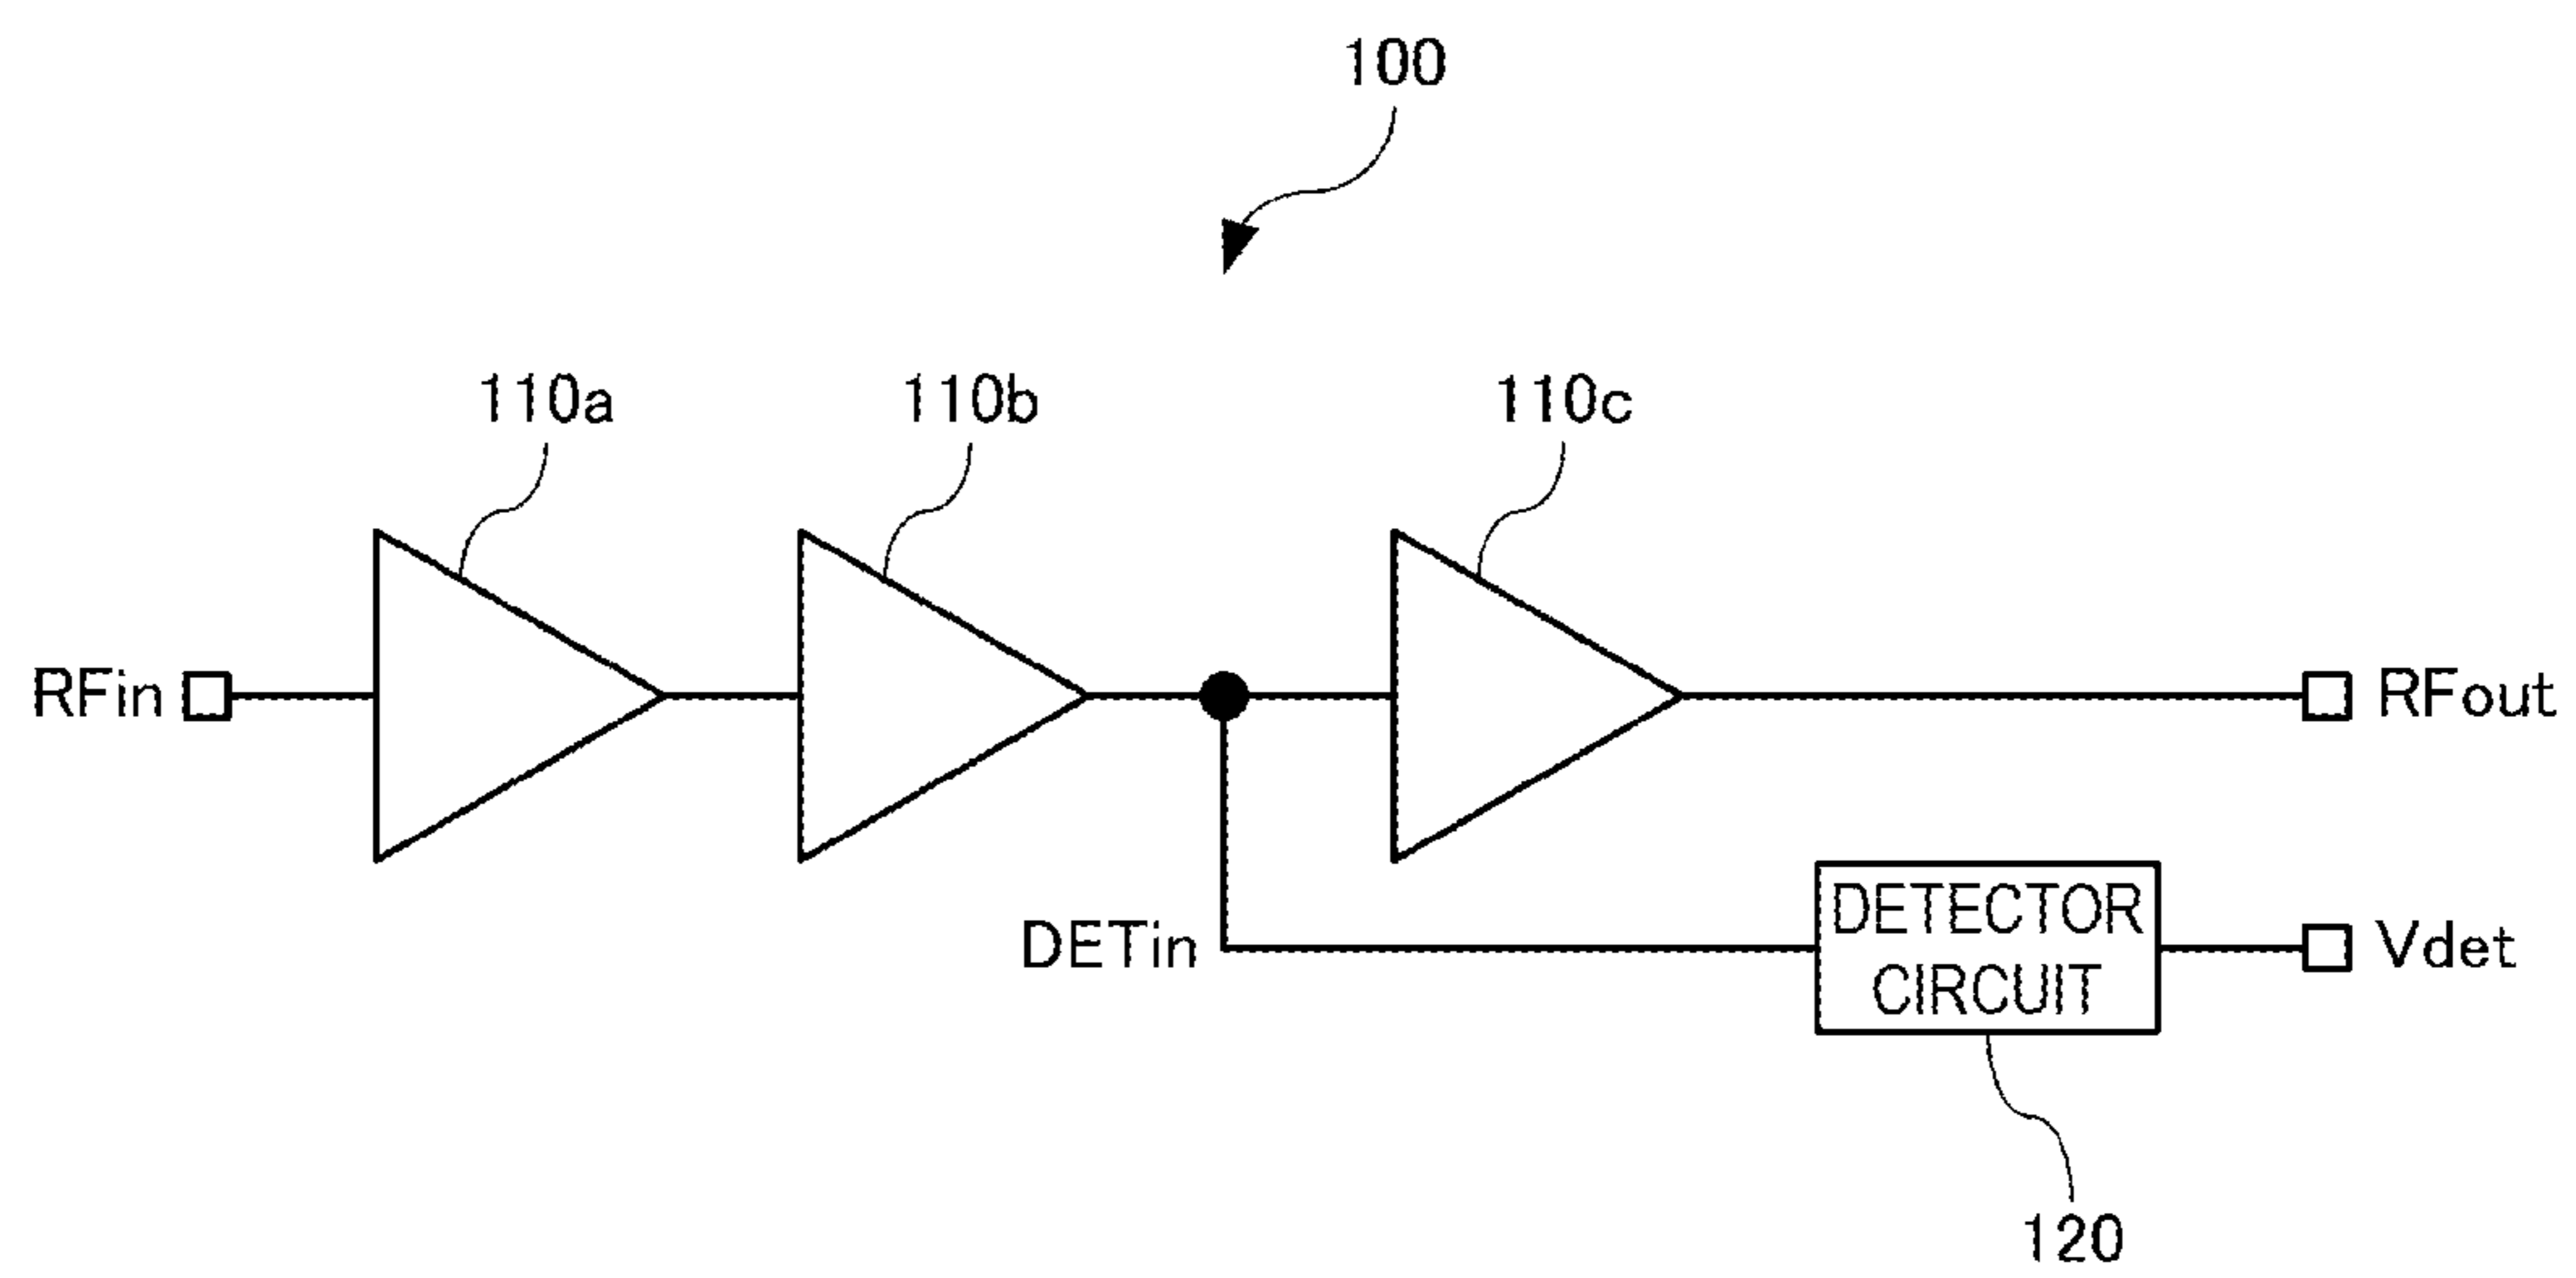 100
110a
110b
110c
RFin
RFout
DETin
DETECTOR
CIRCUIT
Vdet
120